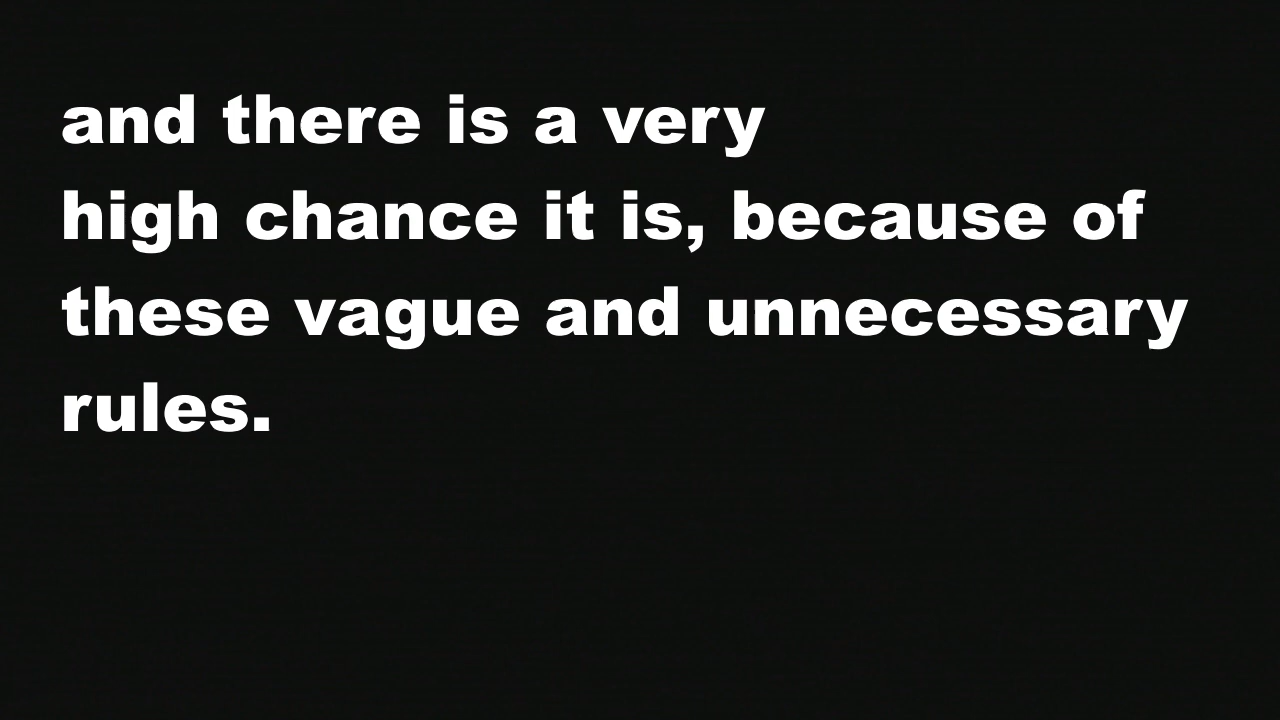 and there is a very
high chance it is, because of
these vague and unnecessary
rules.